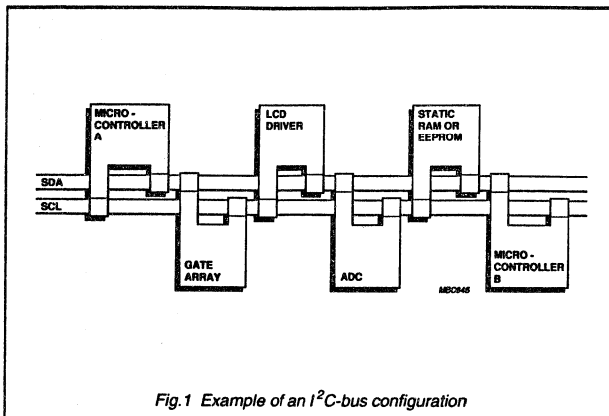 MICRO -
CONTROLLER
A
LCD
DRIVER
STATIC
RAM OR
EEPROM
SDA
SCL
GATE
ARRAY
ADC
MICRO -
CONTROLLER
B
MBC645
Fig.1 Example of an I²C-bus configuration